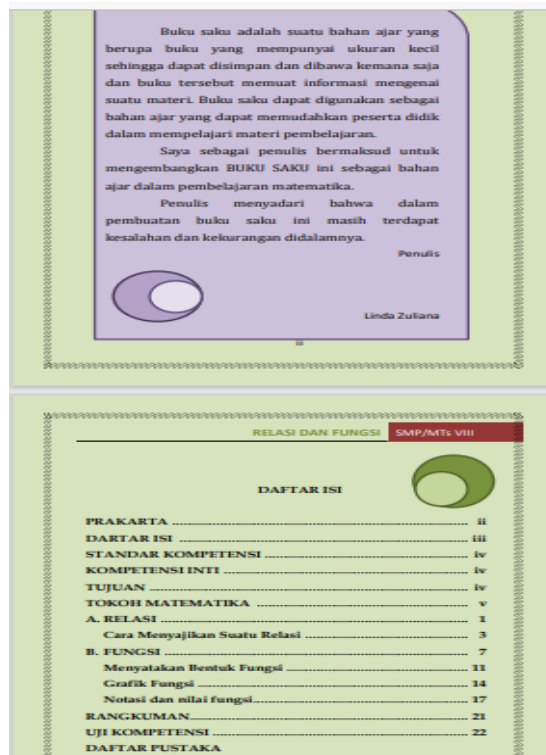 Buku saku adalah suatu bahan ajar yang
berupa buku yang mempunyai ukuran kecil
sehingga dapat disimpan dan dibawa kemana saja
dan buku tersebut memuat informasi mengenai
suatu materi. Buku saku dapat digunakan sebagai
bahan ajar yang dapat memudahkan peserta didik
dalam mempelajari materi pembelajaran.
Saya sebagai penulis bermaksud untuk
mengembangkan BUKU SAKU ini sebagai bahan
ajar dalam pembelajaran matematika.
Penulis menyadari bahwa dalam
pembuatan buku saku ini masih terdapat
kesalahan dan kekurangan didalamnya.
Penulis
Linda Zuliana
RELASI DAN FUNGSI SMP/MTs VIII
DAFTAR ISI
PRAKARTA ii
DARTAR ISI iii
STANDAR KOMPETENSI iv
KOMPETENSI INTI iv
TUJUAN iv
TOKOH MATEMATIKA v
A. RELASI 1
Cara Menyajikan Suatu Relasi 3
B. FUNGSI 7
Menyatakan Bentuk Fungsi 11
Grafik Fungsi 14
Notasi dan nilai fungsi 17
RANGKUMAN 21
UJI KOMPETENSI 22
DAFTAR PUSTAKA